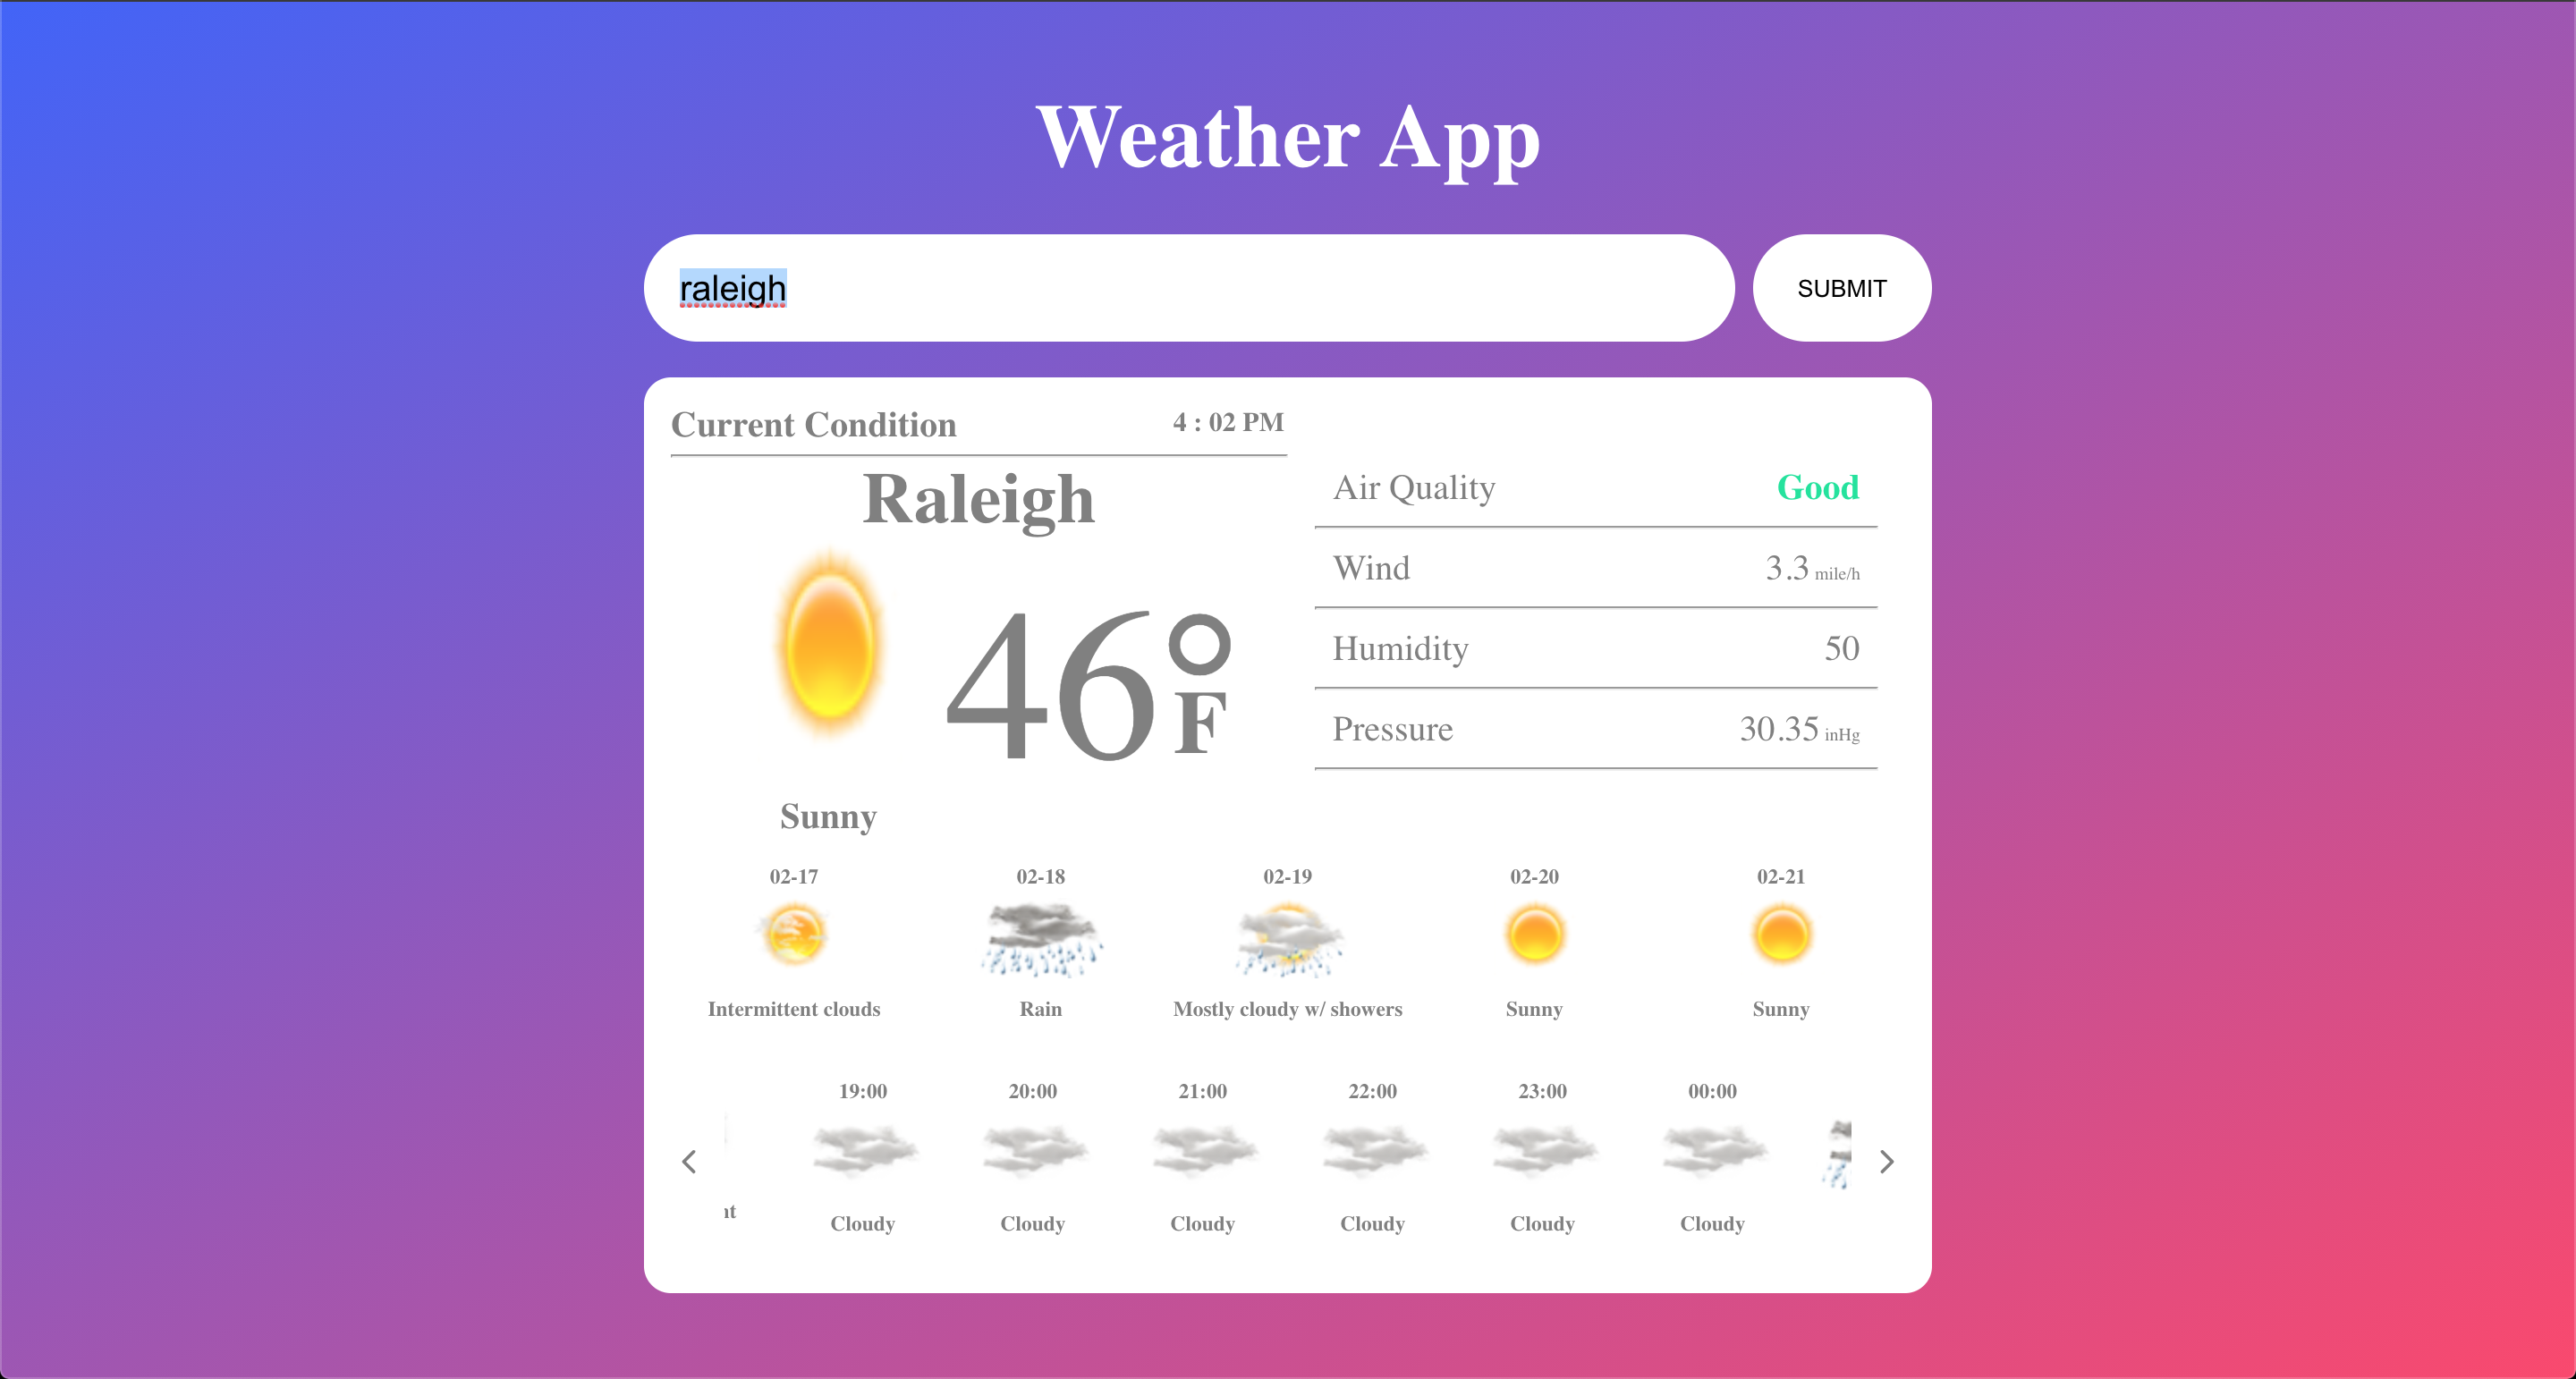 Weather App
raleigh
SUBMIT
Current Condition 4 : 02 PM
Raleigh
46
F
Sunny
Air Quality Good
Wind 3.3 mile/h
Humidity 50
Pressure 30.35 inHg
02-17 02-18 02-19 02-20 02-21
Intermittent clouds Rain Mostly cloudy w/ showers Sunny Sunny
19:00 20:00 21:00 22:00 23:00 00:00
Cloudy Cloudy Cloudy Cloudy Cloudy Cloudy